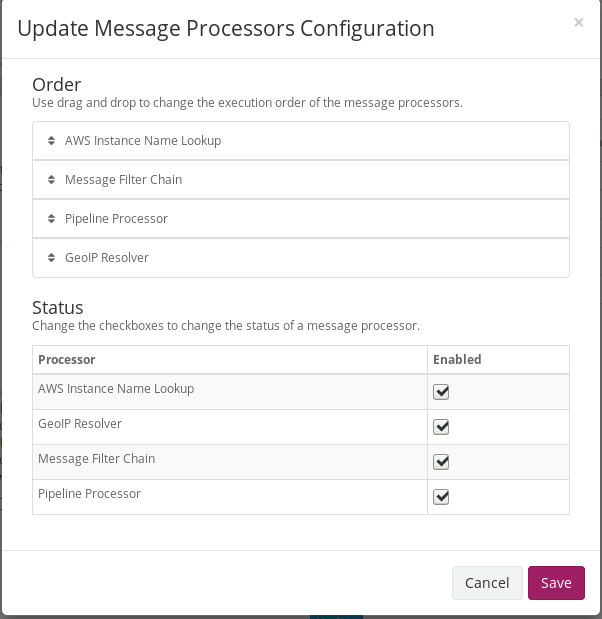 Update Message Processors Configuration
×
Order
Use drag and drop to change the execution order of the message processors.
AWS Instance Name Lookup
Message Filter Chain
Pipeline Processor
GeoIP Resolver
Status
Change the checkboxes to change the status of a message processor.
Processor Enabled
AWS Instance Name Lookup
GeoIP Resolver
Message Filter Chain
Pipeline Processor
Cancel Save